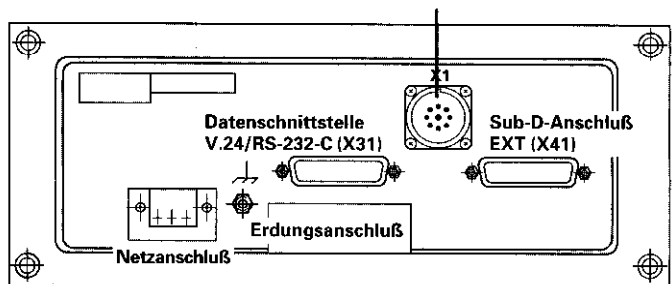 X1
Datenschnittstelle
V.24/RS-232-C (X31)
Sub-D-Anschluß
EXT (X41)
Erdungsanschluß
Netzanschluß